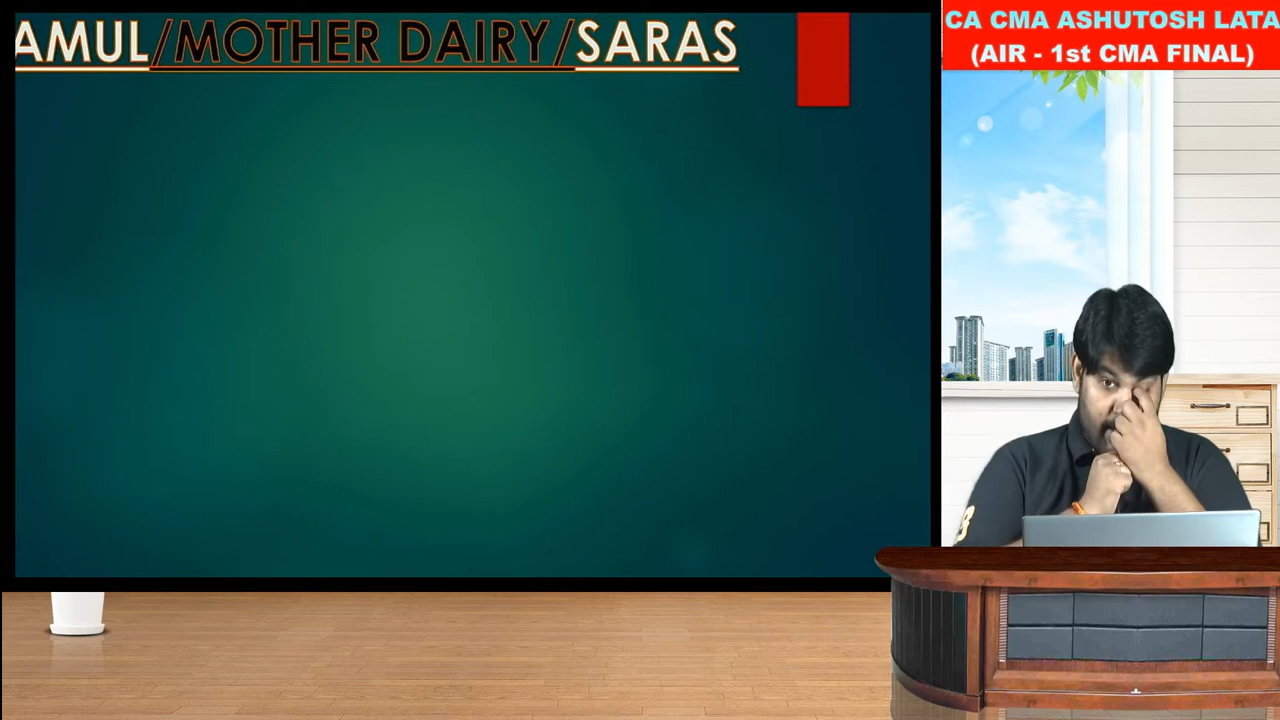 AMUL/MOTHER DAIRY/SARAS
CA CMA ASHUTOSH LATA
(AIR - 1st CMA FINAL)